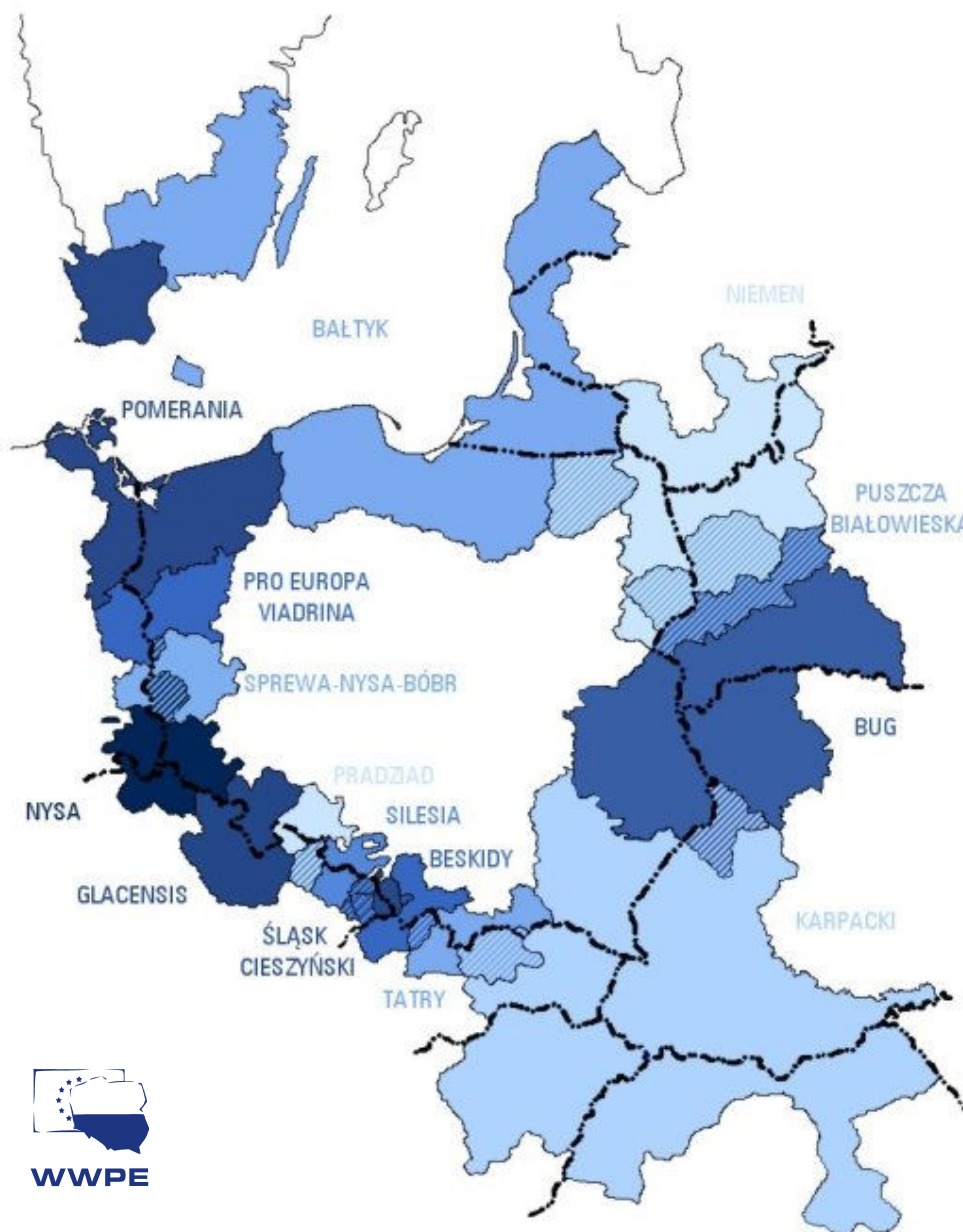 NIEMEN
BAŁTYK
POMERANIA
PUSZCZA
BIAŁOWIESKA
PRO EUROPA
VIADRINA
SPREWA-NYSA-BÓBR
BUG
PRADZIAD
NYSA
SILESIA
BESKIDY
GLACENSIS
KARPACKI
ŚLĄSK
CIESZYŃSKI
TATRY
WWPE